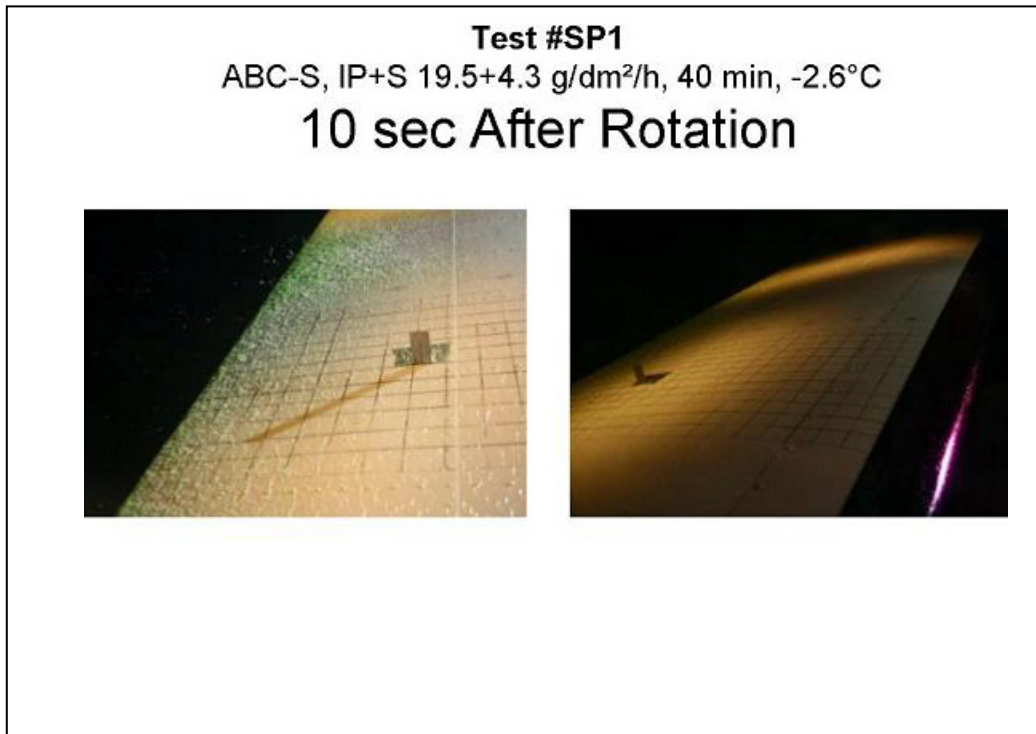 Test #SP1
ABC-S, IP+S 19.5+4.3 g/dm²/h, 40 min, -2.6°C
10 sec After Rotation